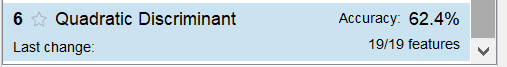 6 Quadratic Discriminant Accuracy: 62.4%
Last change: 19/19 features